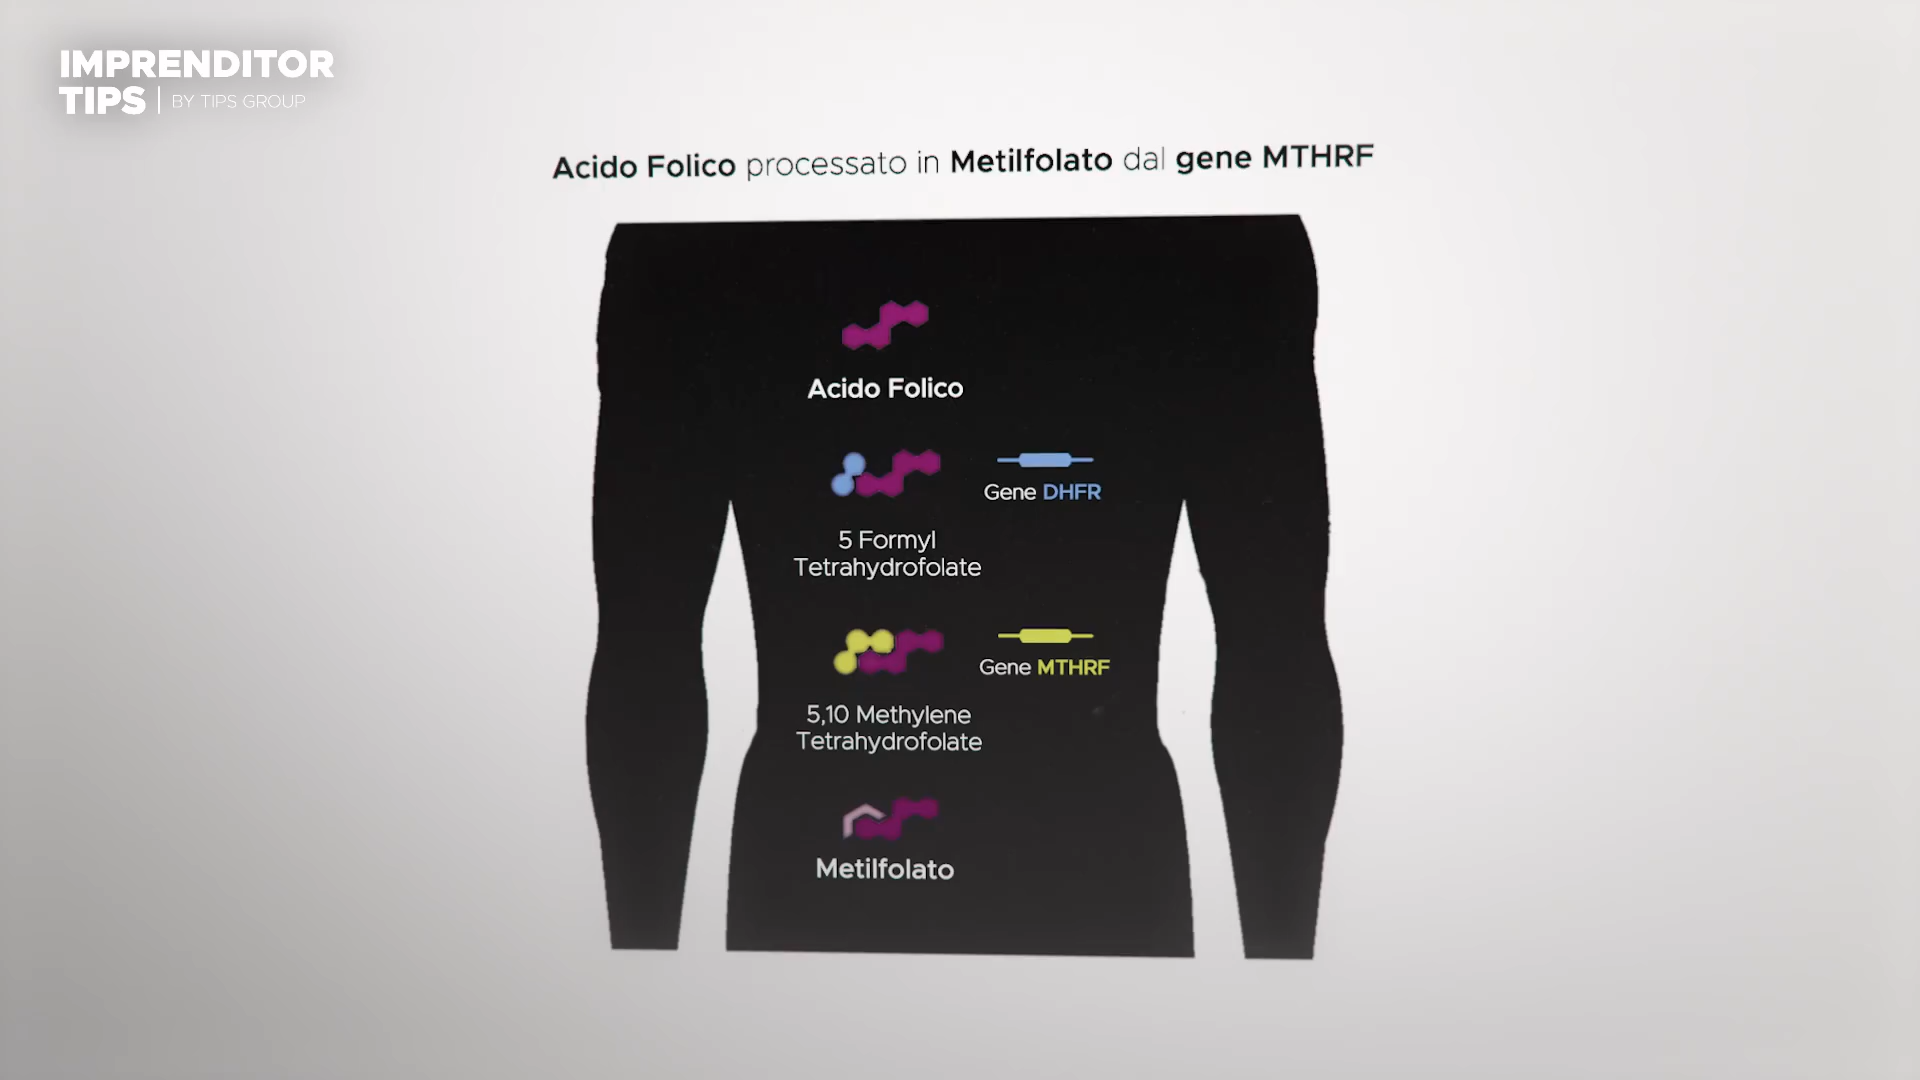 IMPRENDITOR
TIPS | BY TIPS GROUP
Acido Folico processato in Metilfolato dal gene MTHRF
Acido Folico
Gene DHFR
5 Formyl
Tetrahydrofolate
Gene MTHRF
5,10 Methylene
Tetrahydrofolate
Metilfolato